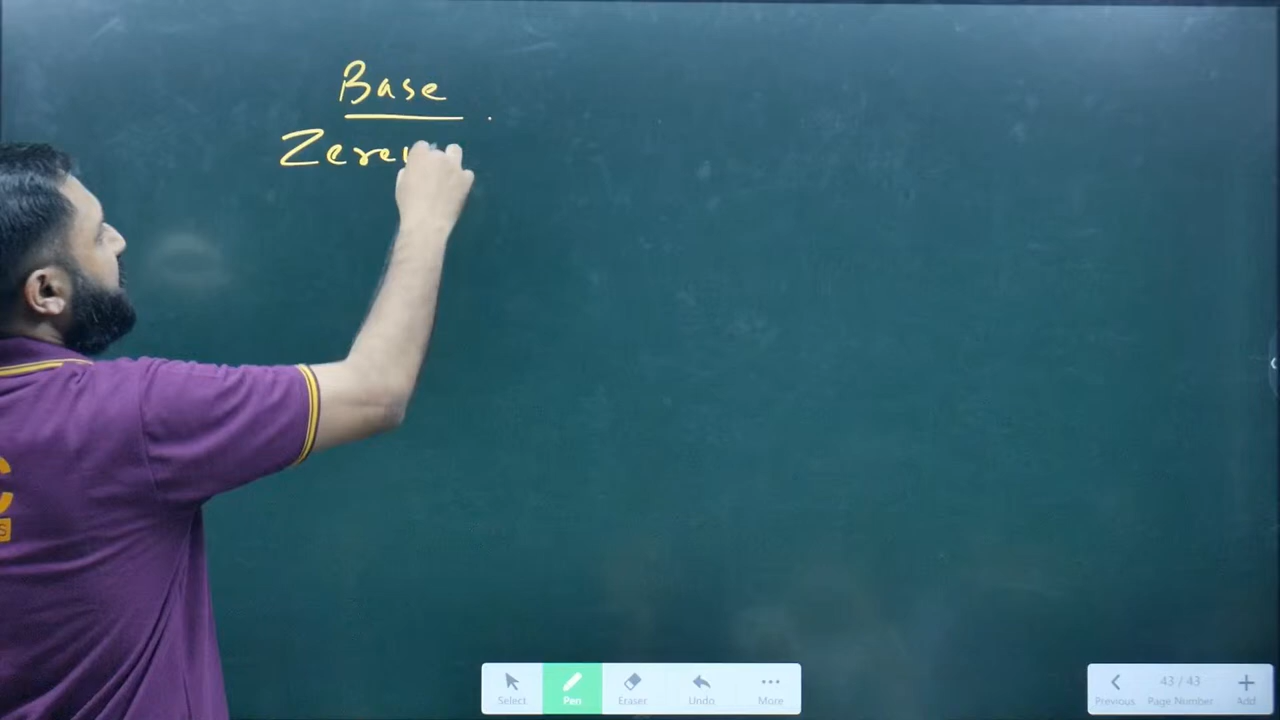 Base
C
S
Select
Pen
Eraser
Undo
More
Previous
43 / 43
Page Number
Add